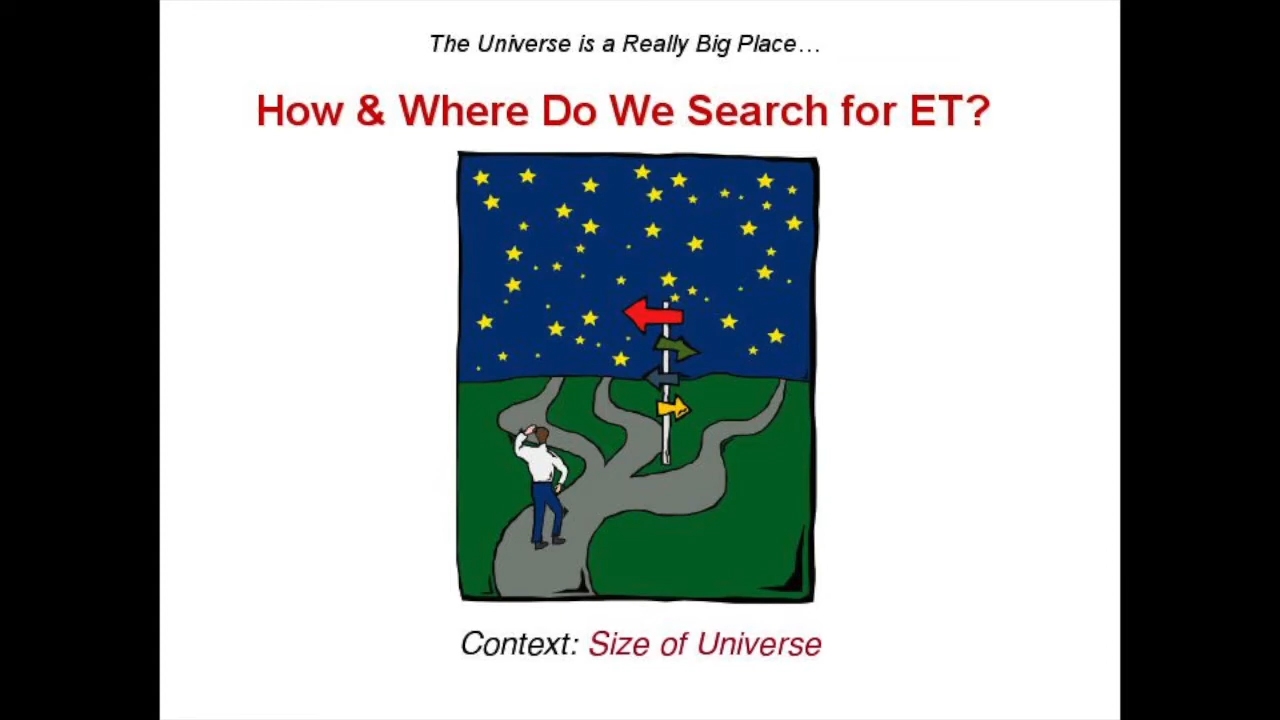 The Universe is a Really Big Place…
How & Where Do We Search for ET?
Context: Size of Universe